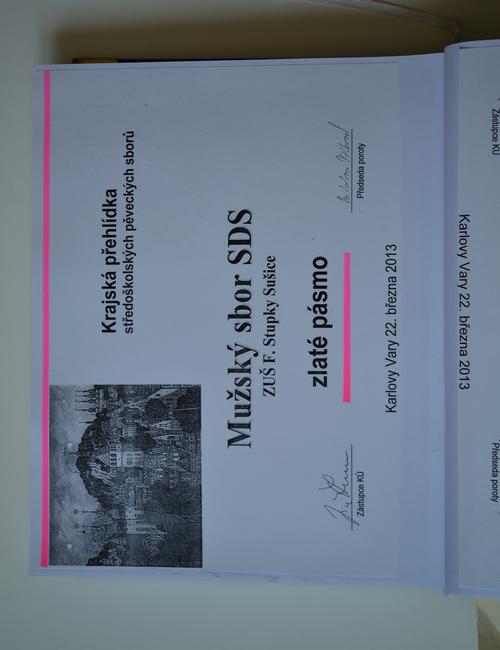 Krajská přehlídka
středoškolských pěveckých sborů
Mužský sbor SDS
ZUŠ F. Stupky Sušice
zlaté pásmo
Zástupce KÚ
Předseda poroty
Karlovy Vary 22. března 2013
Zástupce KÚ
Předseda poroty
Karlovy Vary 22. března 2013